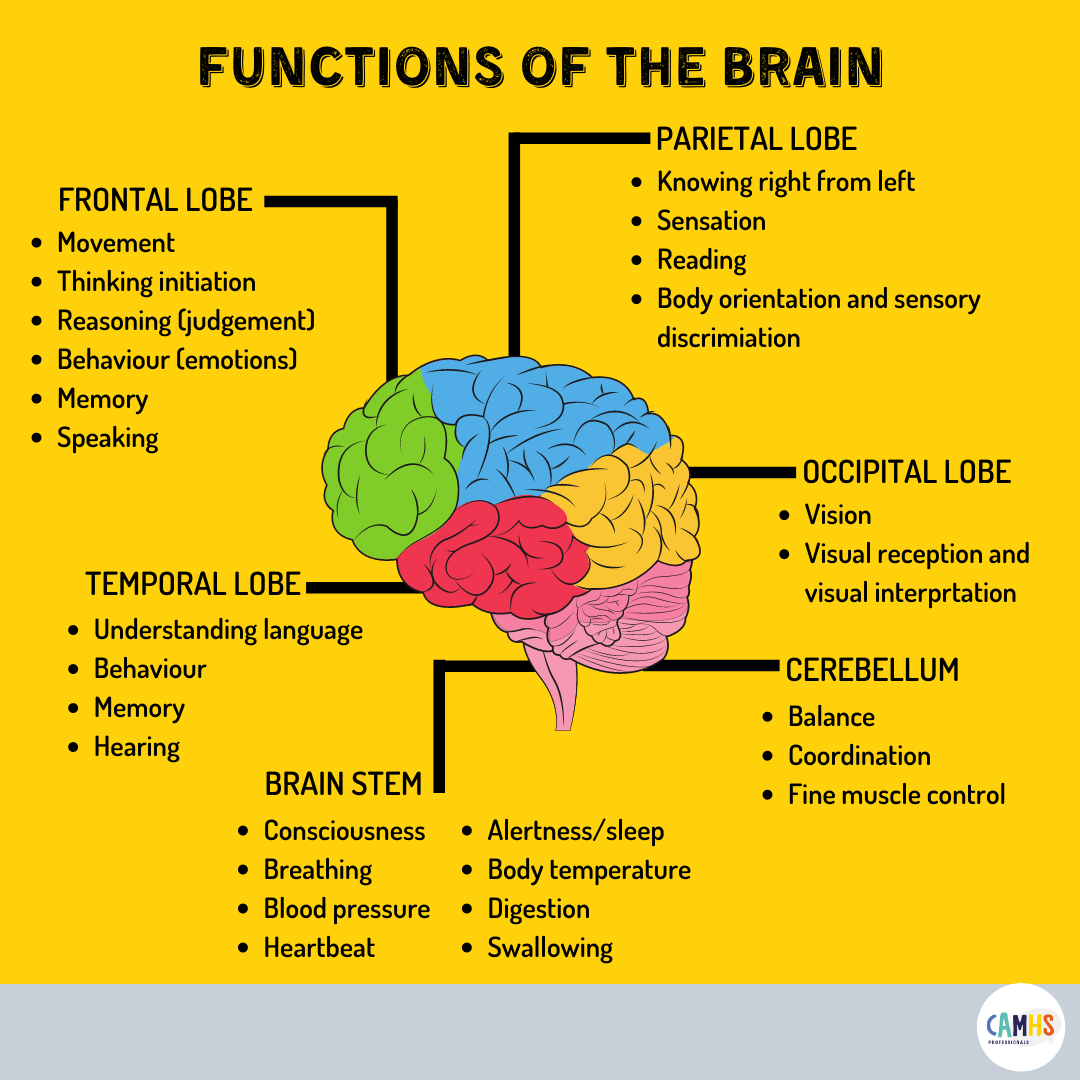 FUNCTIONS OF THE BRAIN
FRONTAL LOBE
• Movement
• Thinking initiation
• Reasoning (judgement)
• Behaviour (emotions)
• Memory
• Speaking
PARIETAL LOBE
• Knowing right from left
• Sensation
• Reading
• Body orientation and sensory
discrimiation
OCCIPITAL LOBE
• Vision
• Visual reception and
visual interprtation
TEMPORAL LOBE
• Understanding language
• Behaviour
• Memory
• Hearing
CEREBELLUM
• Balance
• Coordination
• Fine muscle control
BRAIN STEM
• Consciousness
• Breathing
• Blood pressure
• Heartbeat
• Alertness/sleep
• Body temperature
• Digestion
• Swallowing
CAMHS
PROFESSIONALS